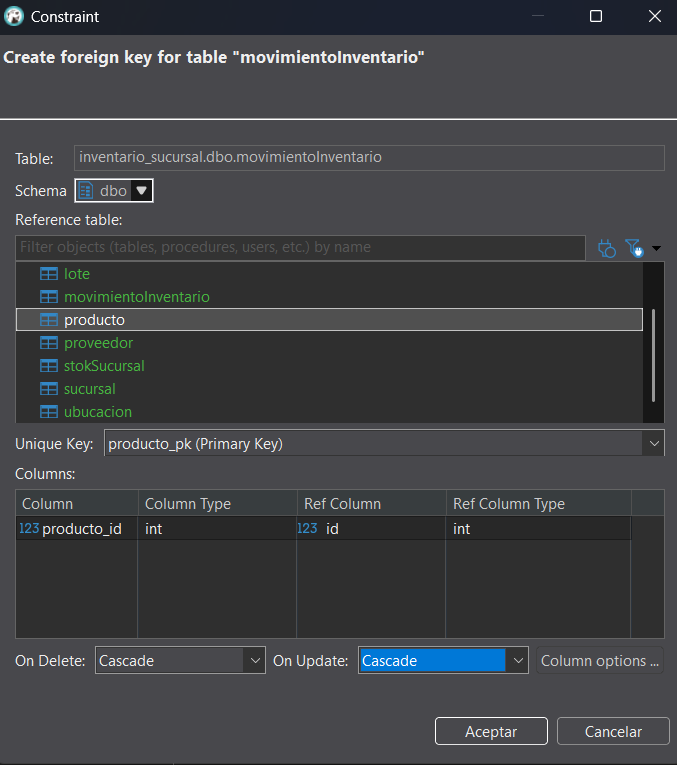 Constraint
Create foreign key for table "movimientoInventario"
Table: inventario_sucursal.dbo.movimientoInventario
Schema dbo
Reference table:
Filter objects (tables, procedures, users, etc.) by name
lote
movimientoInventario
producto
proveedor
stokSucursal
sucursal
ubucacion
Unique Key: producto_pk (Primary Key)
Columns:
Column Column Type Ref Column Ref Column Type
123 producto_id int 123 id int
On Delete: Cascade On Update: Cascade Column options ...
Aceptar Cancelar